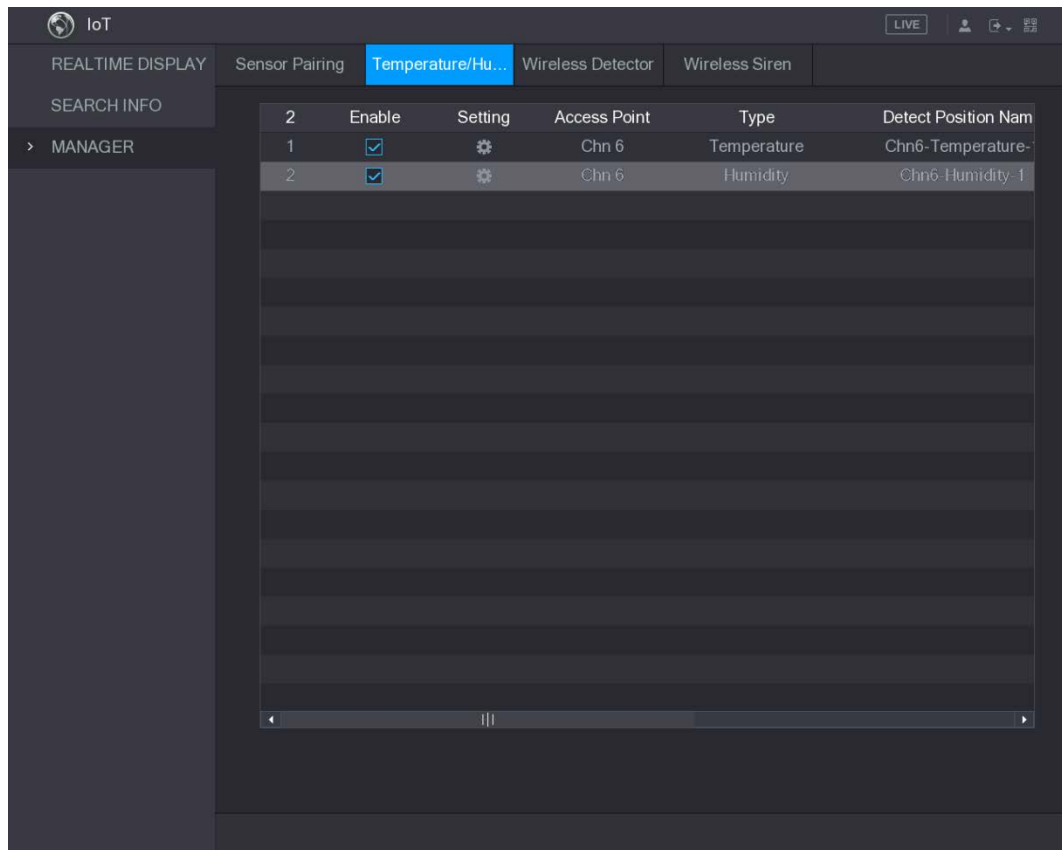 IoT LIVE
REALTIME DISPLAY
SEARCH INFO
MANAGER
Sensor Pairing Temperature/Hu... Wireless Detector Wireless Siren
2 Enable Setting Access Point Type Detect Position Nam
1 Chn 6 Temperature Chn6-Temperature-1
2 Chn 6 Humidity Chn6-Humidity-1